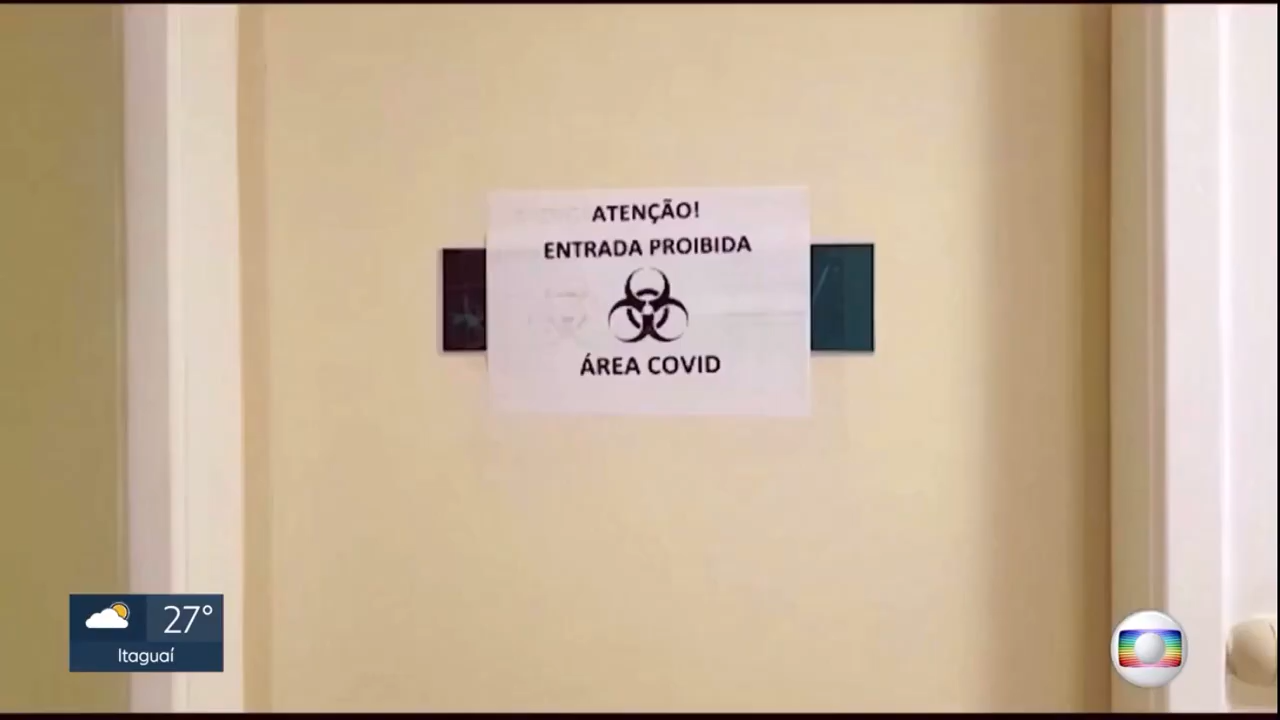 ATENÇÃO!
ENTRADA PROIBIDA
ÁREA COVID
27°
Itaguaí